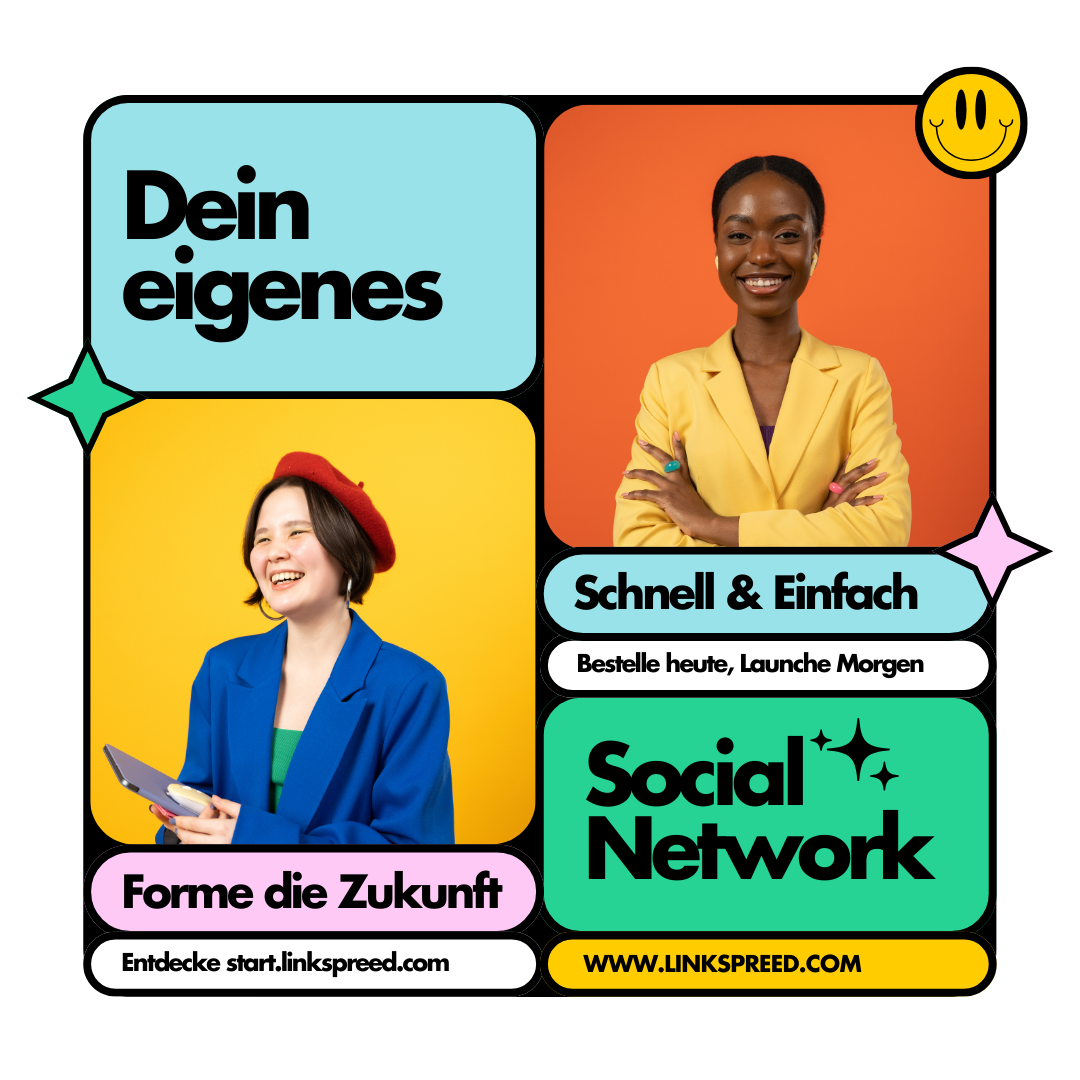 Dein
eigenes
Schnell & Einfach
Bestelle heute, Launche Morgen
Social
Network
Forme die Zukunft
Entdecke start.linkspreed.com
WWW.LINKSPREED.COM